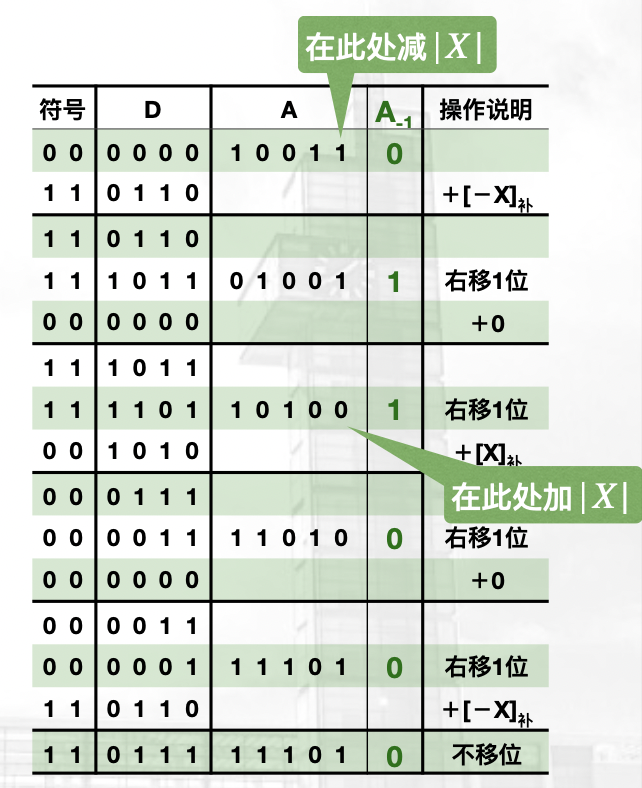 在此处减|X|
符号 D A A-1 操作说明
0 0 0 0 0 0 1 0 0 1 1 0
1 1 0 1 1 0 +[-X]补
1 1 0 1 1 0
1 1 1 0 1 1 0 1 0 0 1 1 右移1位
0 0 0 0 0 0 +0
1 1 1 0 1 1
1 1 1 1 0 1 1 0 1 0 0 1 右移1位
0 0 1 0 1 0 +[X]补
在此处加|X|
0 0 0 1 1 1
0 0 0 0 1 1 1 1 0 1 0 0 右移1位
0 0 0 0 0 0 +0
0 0 0 0 1 1
0 0 0 0 0 1 1 1 1 0 1 0 右移1位
1 1 0 1 1 0 +[-X]补
1 1 0 1 1 1 1 1 1 0 1 0 不移位